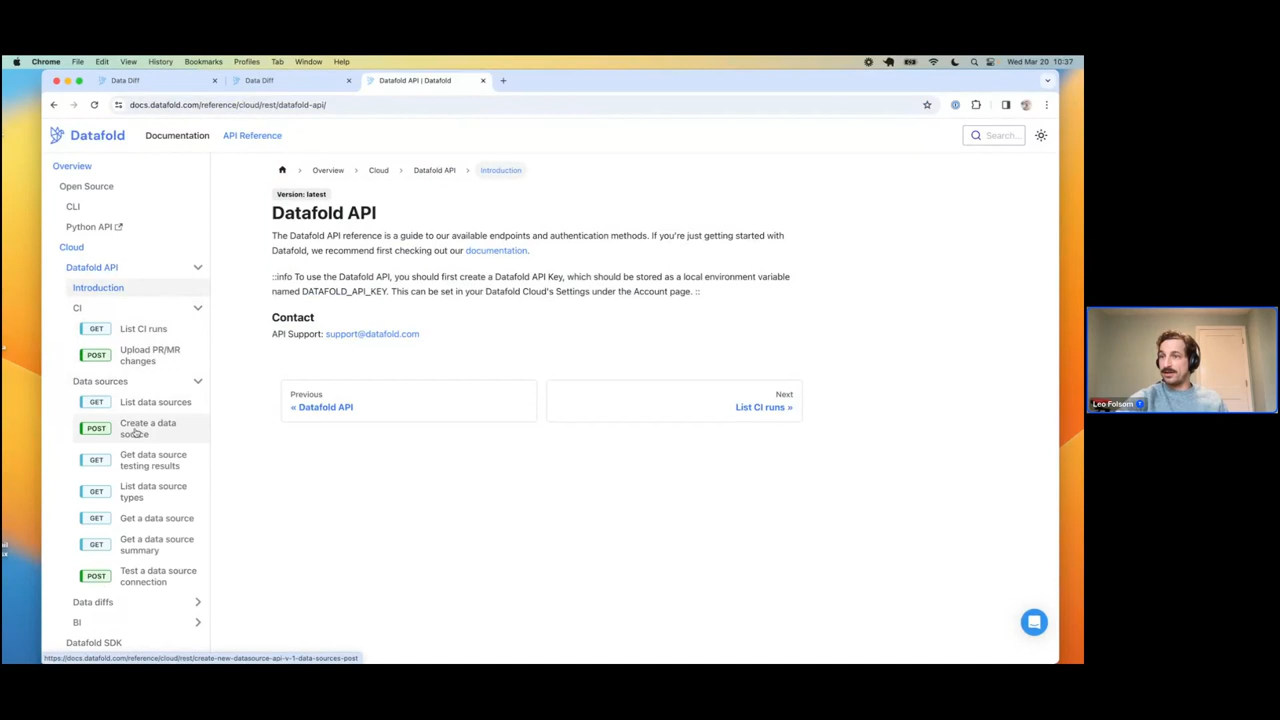 Chrome File Edit View History Bookmarks Profiles Tab Window Help
Wed Mar 20 10:37
Data Diff
Data Diff
Datafold API | Datafold
docs.datafold.com/reference/cloud/rest/datafold-api/
Datafold
Documentation
API Reference
Search...
Overview
Open Source
CLI
Python API
Cloud
Datafold API
Introduction
CI
GET List CI runs
POST Upload PR/MR
changes
Data sources
GET List data sources
POST Create a data
source
GET Get data source
testing results
GET List data source
types
GET Get a data source
GET Get a data source
summary
POST Test a data source
connection
Data diffs
BI
Datafold SDK
Overview > Cloud > Datafold API > Introduction
Version: latest
Datafold API
The Datafold API reference is a guide to our available endpoints and authentication methods. If you're just getting started with
Datafold, we recommend first checking out our documentation.
::info To use the Datafold API, you should first create a Datafold API Key, which should be stored as a local environment variable
named DATAFOLD_API_KEY. This can be set in your Datafold Cloud's Settings under the Account page. ::
Contact
API Support: support@datafold.com
Previous
« Datafold API
Next
List CI runs »
https://docs.datafold.com/reference/cloud/rest/create-new-datasource-api-v-1-data-sources-post
Leo Folsom